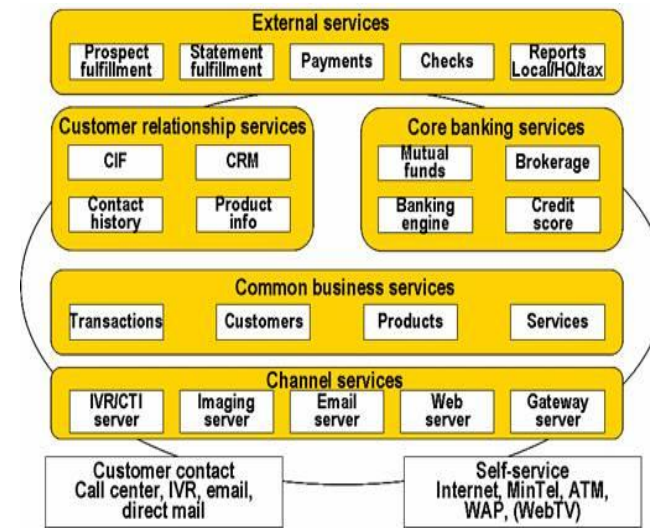 External services
Prospect
fulfillment
Statement
fulfillment
Payments
Checks
Reports
Local/HQ/tax
Customer relationship services
CIF
CRM
Contact
history
Product
info
Core banking services
Mutual
funds
Brokerage
Banking
engine
Credit
score
Common business services
Transactions
Customers
Products
Services
Channel services
IVR/CTI
server
Imaging
server
Email
server
Web
server
Gateway
server
Customer contact
Call center, IVR, email,
direct mail
Self-service
Internet, MinTel, ATM,
WAP, (WebTV)